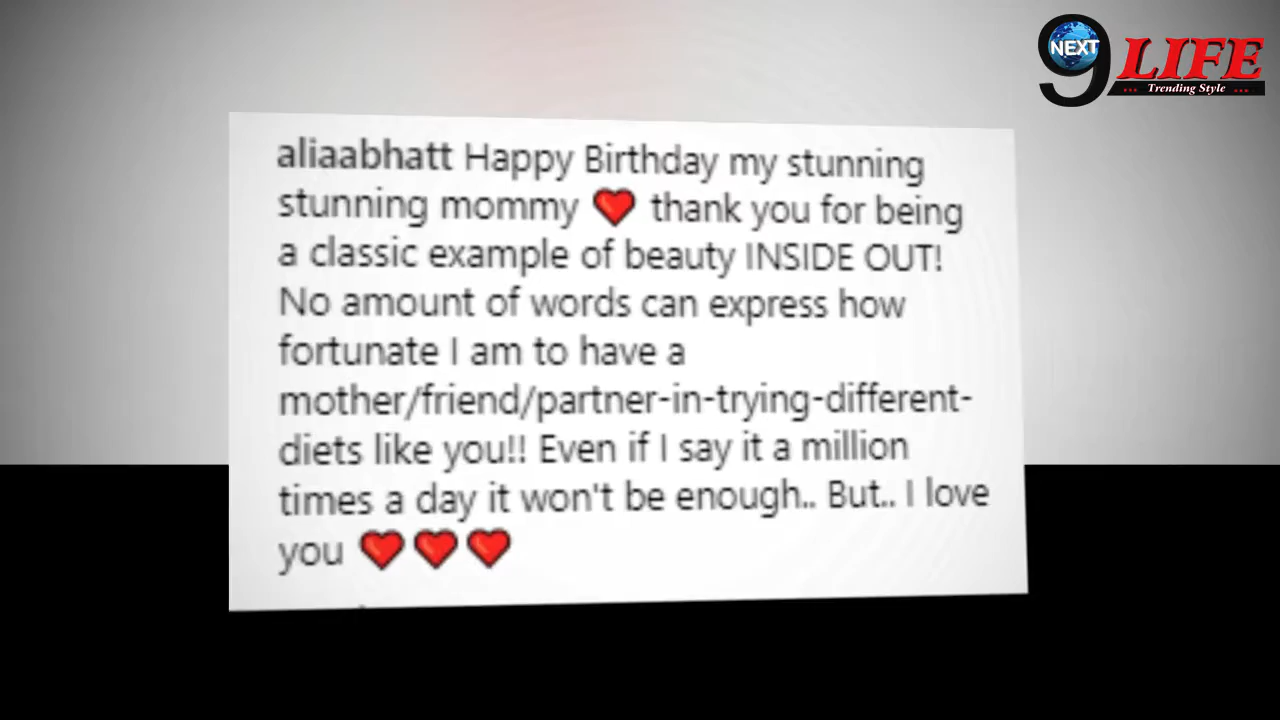 9 NEXT LIFE
... Trending Style ...
aliaabhatt Happy Birthday my stunning
stunning mommy ❤️ thank you for being
a classic example of beauty INSIDE OUT!
No amount of words can express how
fortunate I am to have a
mother/friend/partner-in-trying-different-
diets like you!! Even if I say it a million
times a day it won't be enough.. But.. I love
you ❤️❤️❤️